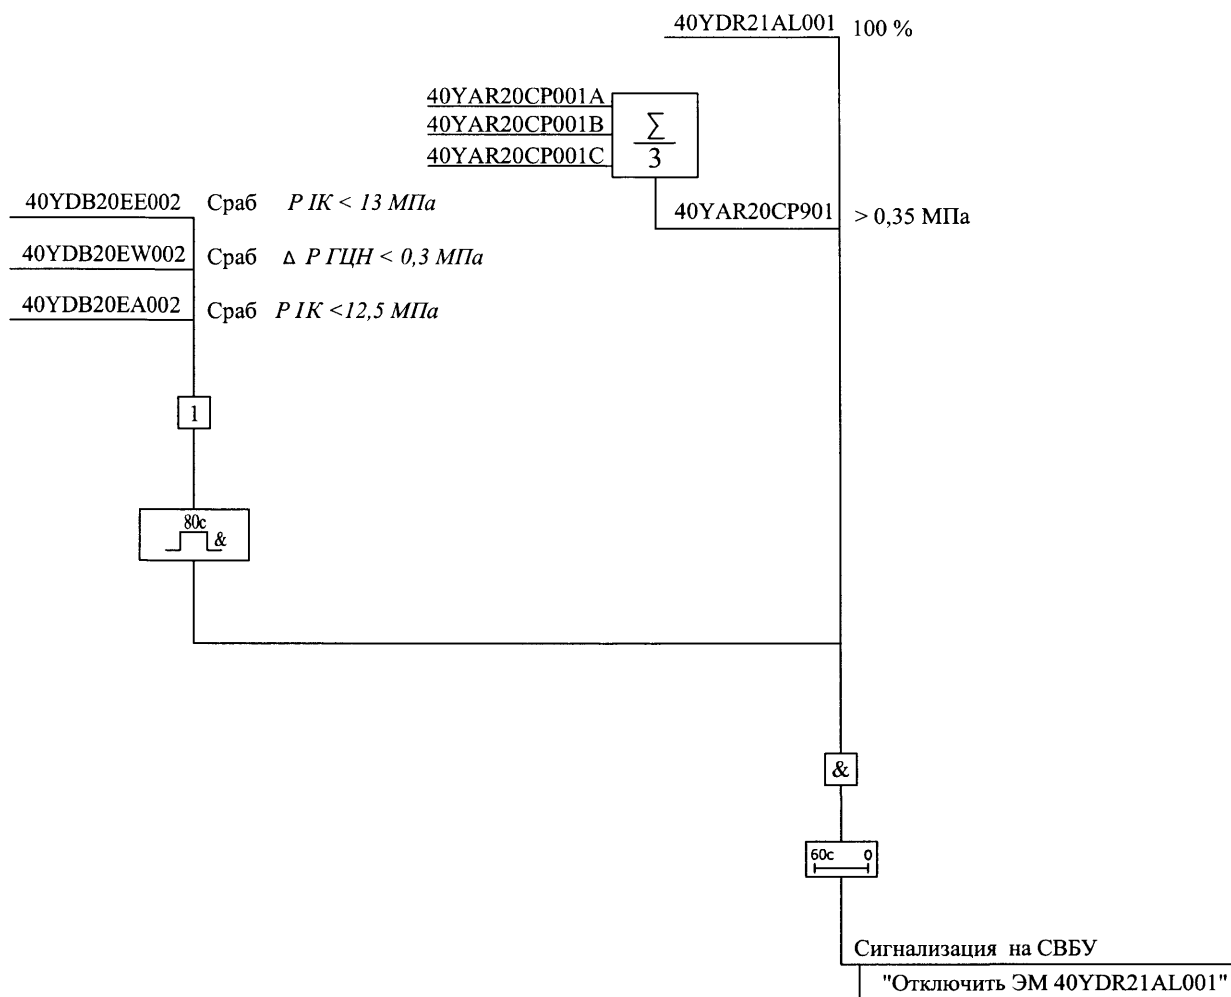 40YDR21AL001 100 %
40YAR20CP001A
40YAR20CP001B
40YAR20CP001C
Σ
3
40YAR20CP901 > 0,35 МПа
40YDB20EE002 Сраб P IК < 13 МПа
40YDB20EW002 Сраб Δ P ГЦН < 0,3 МПа
40YDB20EA002 Сраб P IК <12,5 МПа
1
80с
&
&
60с 0
Сигнализация на СВБУ
"Отключить ЭМ 40YDR21AL001"